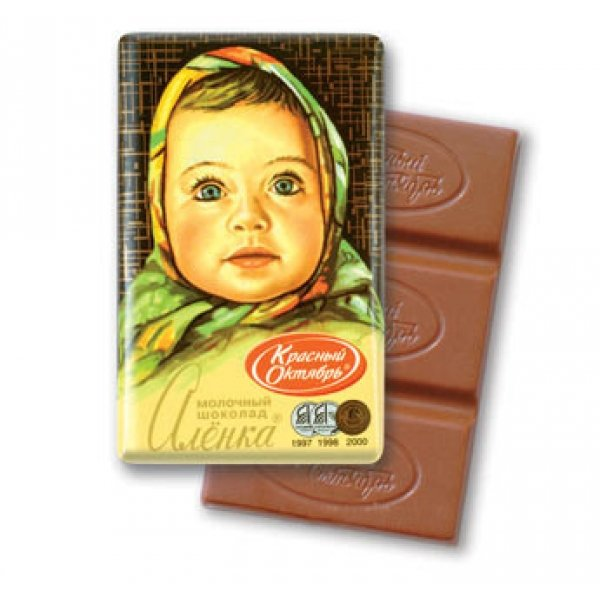 Красный
Октябрь®
МОЛОЧНЫЙ
ШОКОЛАД
Алёнка®
1997 1998 2000